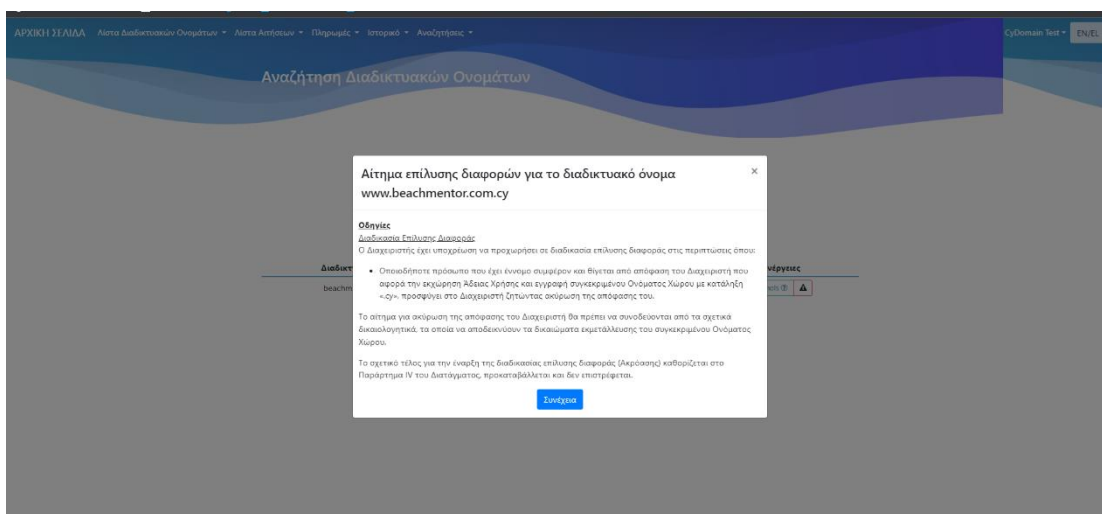 ΑΡΧΙΚΗ ΣΕΛΙΔΑ Λίστα Διαδικτυακών Ονομάτων Λίστα Αιτήσεων Πληρωμές Ιστορικό Αναζητήσεις CyDomain Test EN/EL
Αναζήτηση Διαδικτυακών Ονομάτων
Αίτημα επίλυσης διαφορών για το διαδικτυακό όνομα ×
www.beachmentor.com.cy
Οδηγίες
Διαδικασία Επίλυσης Διαφοράς
Ο Διαχειριστής έχει υποχρέωση να προχωρήσει σε διαδικασία επίλυσης διαφοράς στις περιπτώσεις όπου:
• Οποιοδήποτε πρόσωπο που έχει έννομο συμφέρον και θίγεται από απόφαση του Διαχειριστή που
αφορά την εκχώρηση Άδειας Χρήσης και εγγραφή συγκεκριμένου Ονόματος Χώρου με κατάληξη
«.cy». προσφύγει στο Διαχειριστή ζητώντας ακύρωση της απόφασης του.
Το αίτημα για ακύρωση της απόφασης του Διαχειριστή θα πρέπει να συνοδεύονται από τα σχετικά
δικαιολογητικά, τα οποία να αποδεικνύουν τα δικαιώματα εκμετάλλευσης του συγκεκριμένου Ονόματος
Χώρου.
Το σχετικό τέλος για την έναρξη της διαδικασίας επίλυσης διαφοράς (Ακρόασης) καθορίζεται στο
Παράρτημα IV του Διατάγματος, προκαταβάλλεται και δεν επιστρέφεται.
Συνέχεια
Διαδικτ νέργειες
beachm